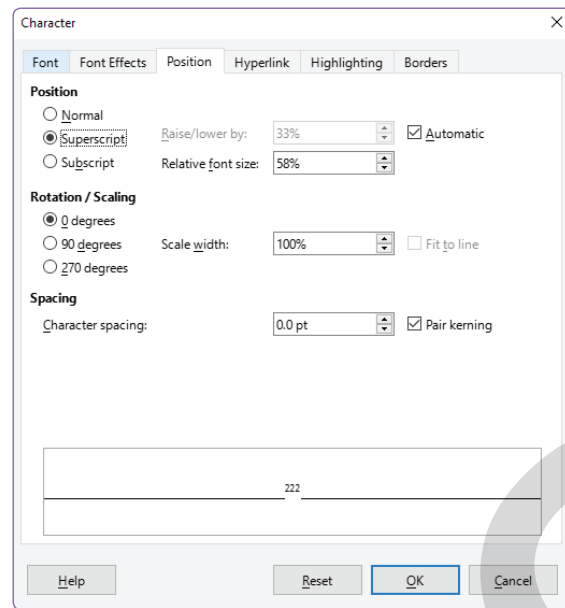 Character
Font Font Effects Position Hyperlink Highlighting Borders
Position
Normal
Superscript Raise/lower by: 33% Automatic
Subscript Relative font size: 58%
Rotation / Scaling
0 degrees
90 degrees Scale width: 100% Fit to line
270 degrees
Spacing
Character spacing: 0.0 pt Pair kerning
222
Help Reset OK Cancel